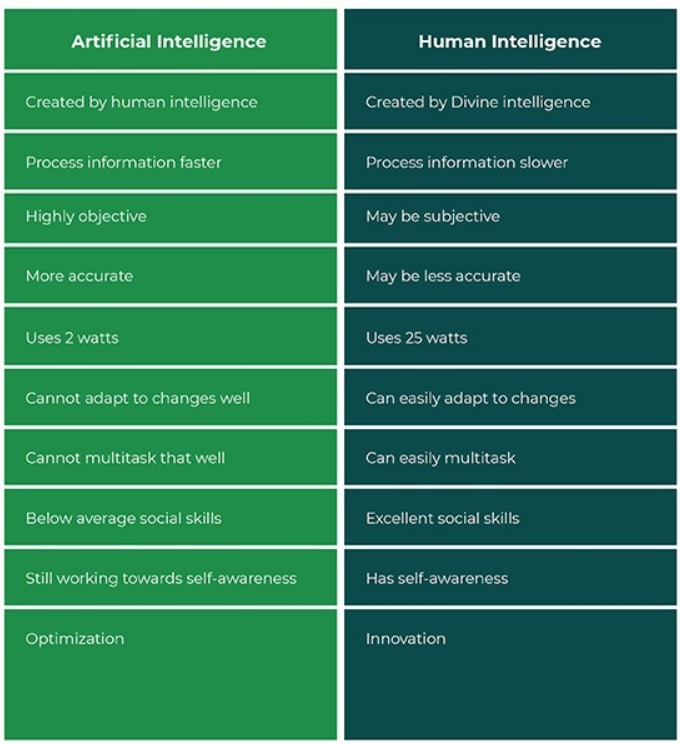 Artificial Intelligence
Human Intelligence
Created by human intelligence
Created by Divine intelligence
Process information faster
Process information slower
Highly objective
May be subjective
More accurate
May be less accurate
Uses 2 watts
Uses 25 watts
Cannot adapt to changes well
Can easily adapt to changes
Cannot multitask that well
Can easily multitask
Below average social skills
Excellent social skills
Still working towards self-awareness
Has self-awareness
Optimization
Innovation